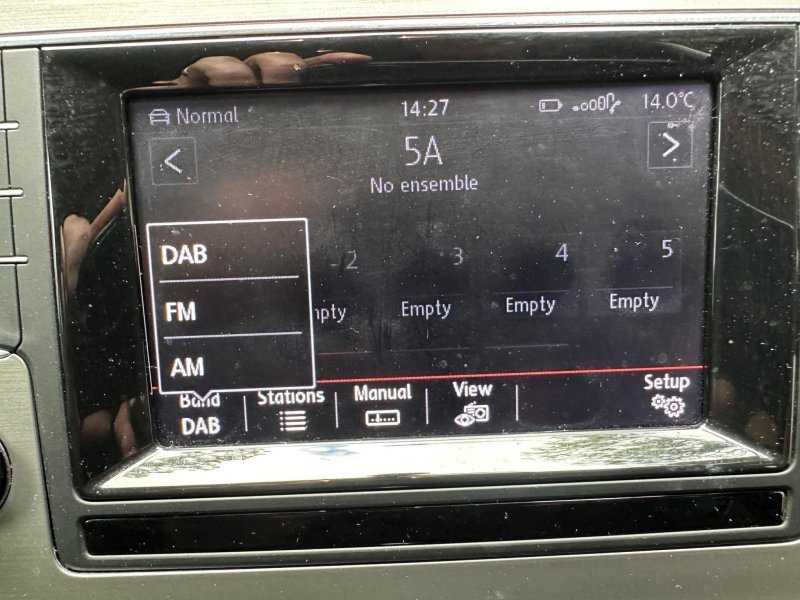 Normal 14:27 14.0°C
< 5A >
No ensemble
DAB
FM
AM
2 3 4 5
Empty Empty Empty
Band Stations Manual View Setup
DAB